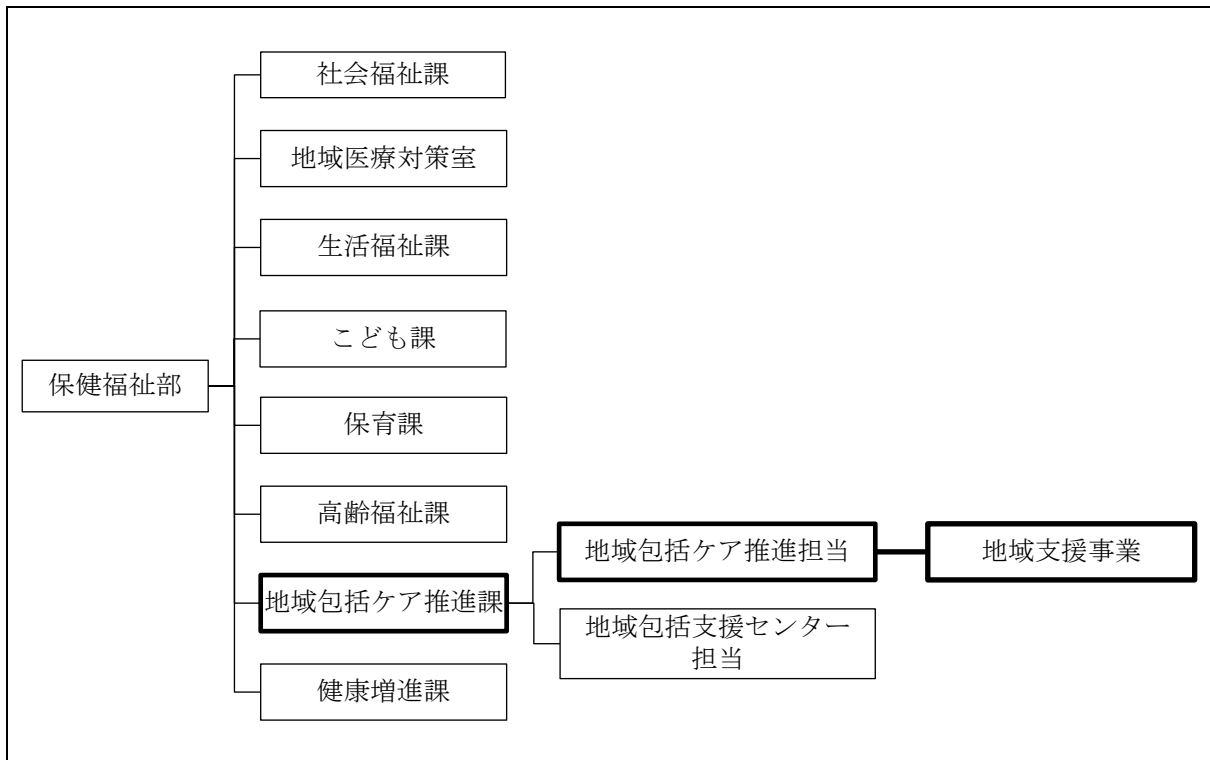 社会福祉課
地域医療対策室
生活福祉課
こども課
保健福祉部
保育課
高齢福祉課
地域包括ケア推進担当
地域支援事業
地域包括ケア推進課
地域包括支援センター
担当
健康増進課